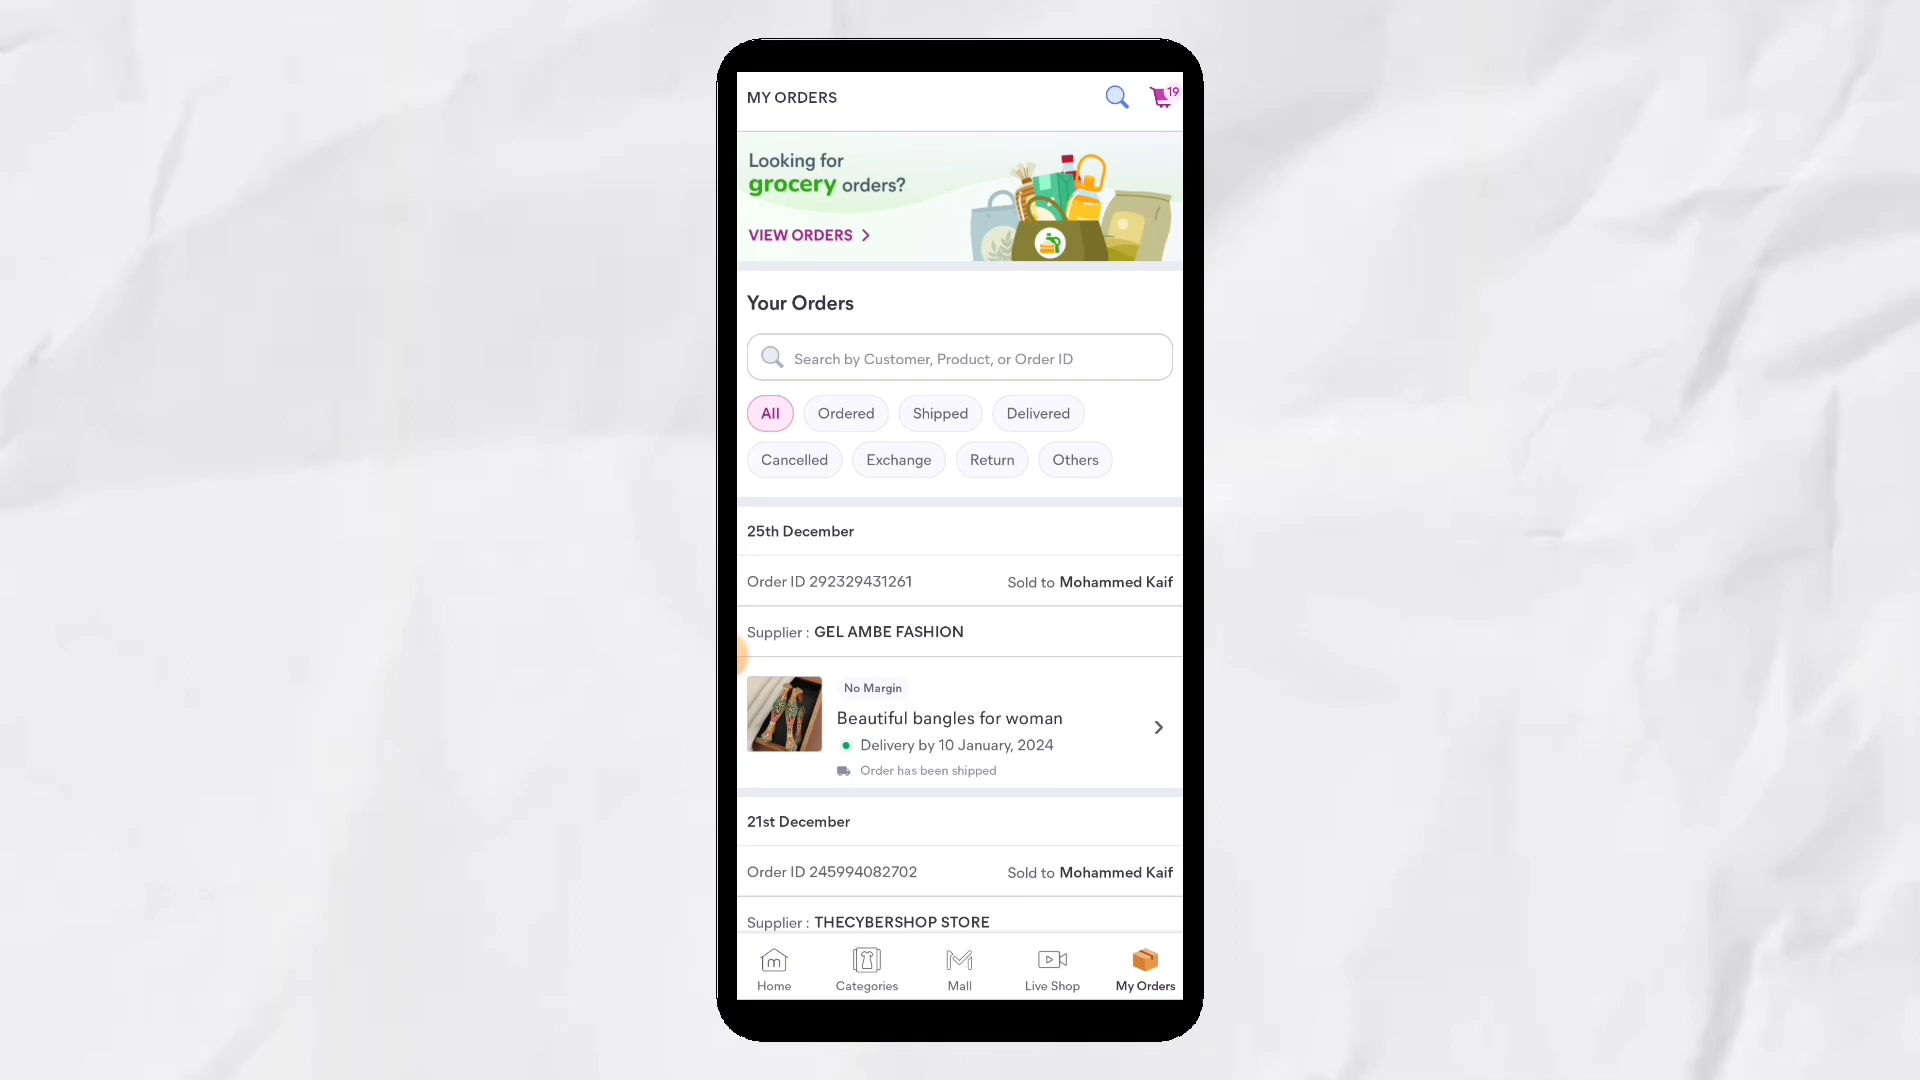 MY ORDERS
19
Looking for
grocery orders?
VIEW ORDERS
Your Orders
Search by Customer, Product, or Order ID
All Ordered Shipped Delivered
Cancelled Exchange Return Others
25th December
Order ID 292329431261 Sold to Mohammed Kaif
Supplier : GEL AMBE FASHION
No Margin
Beautiful bangles for woman
Delivery by 10 January, 2024
Order has been shipped
21st December
Order ID 245994082702 Sold to Mohammed Kaif
Supplier : THECYBERSHOP STORE
Home Categories Mall Live Shop My Orders